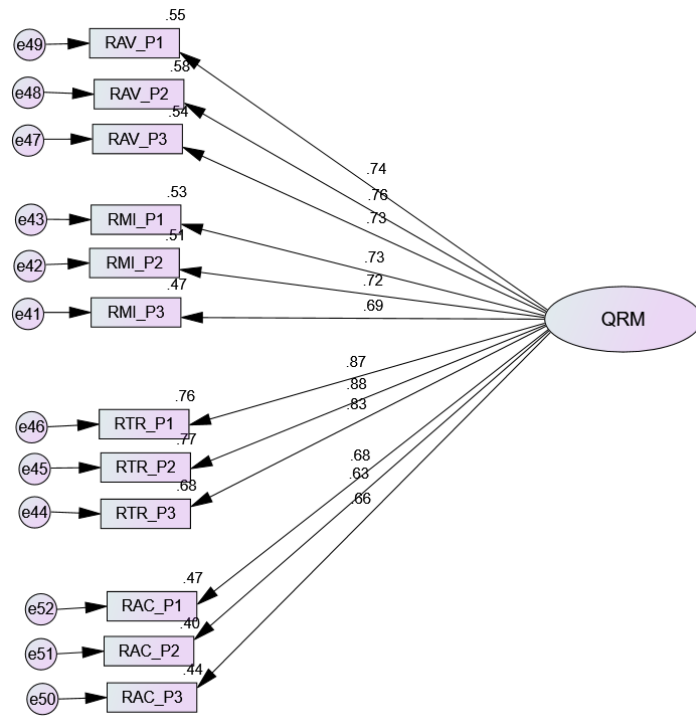 .55
e49 RAV_P1
.58
e48 RAV_P2
.54
e47 RAV_P3
.74
.76
.73
.53
e43 RMI_P1
.51
e42 RMI_P2
.47
e41 RMI_P3
.73
.72
.69
QRM
.87
.88
.83
.76
e46 RTR_P1
.77
e45 RTR_P2
.68
e44 RTR_P3
.68
.63
.66
.47
e52 RAC_P1
.40
e51 RAC_P2
.44
e50 RAC_P3